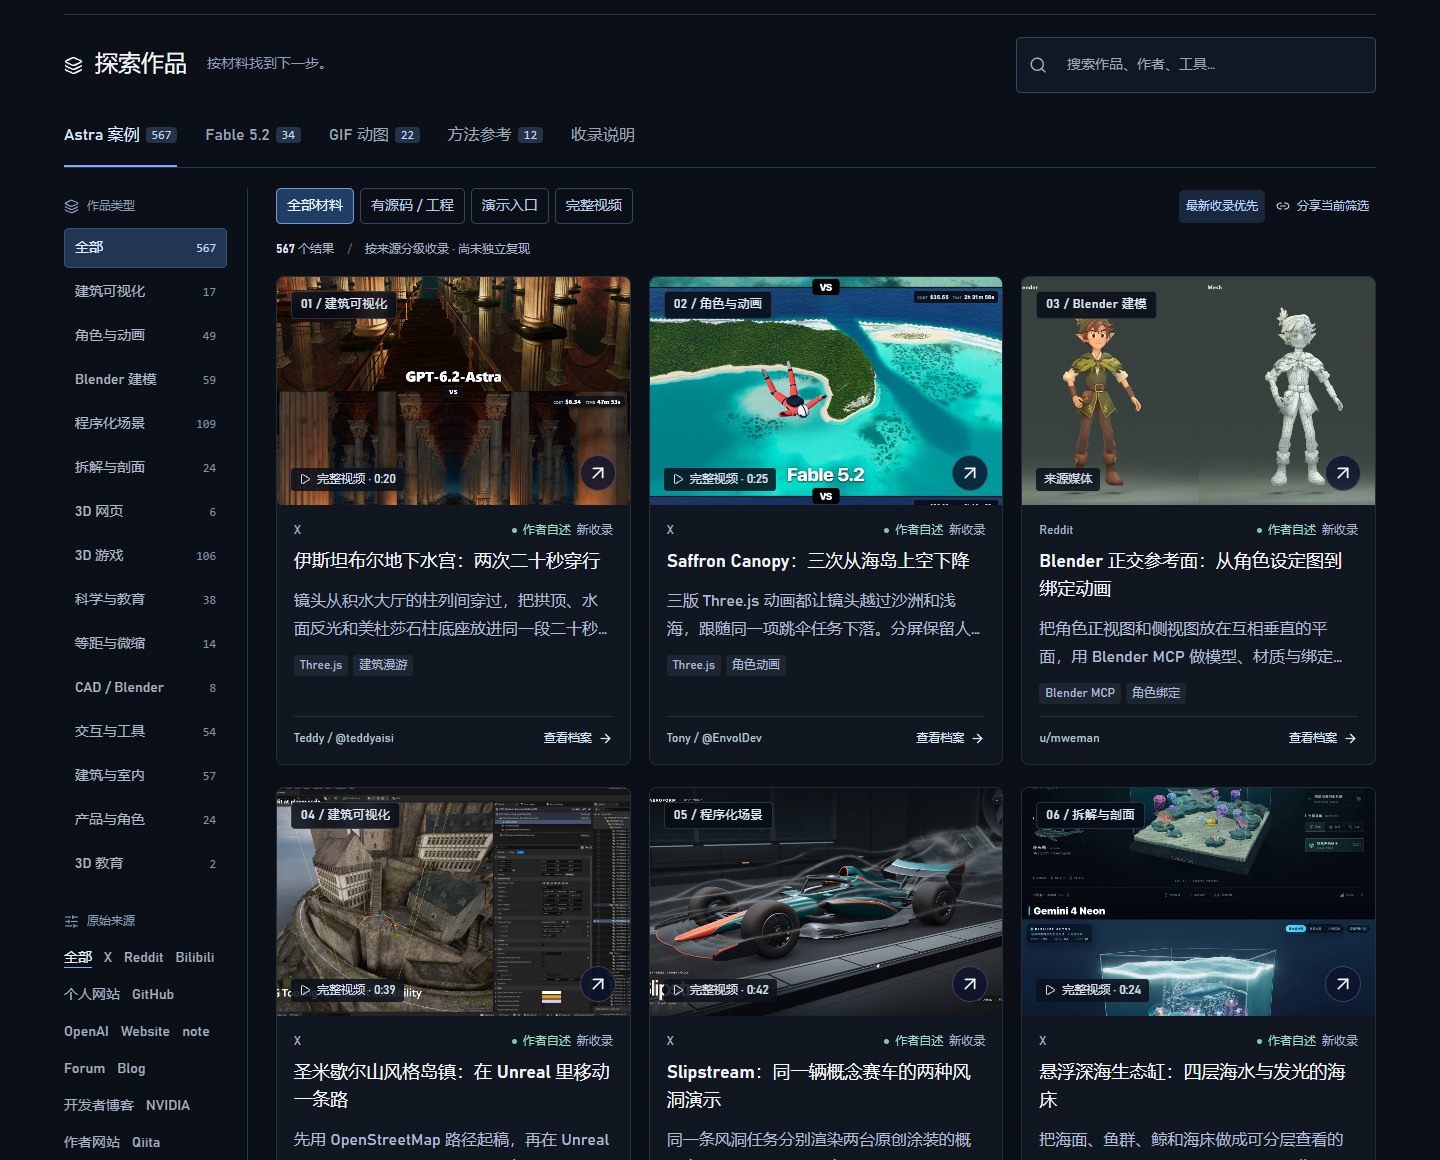 探索作品
按材料找到下一步。
搜索作品、作者、工具...
Astra 案例 567
Fable 5.2 34
GIF 动图 22
方法参考 12
收录说明
作品类型
全部 567
建筑可视化 17
角色与动画 49
Blender 建模 59
程序化场景 109
拆解与剖面 24
3D 网页 6
3D 游戏 106
科学与教育 38
等距与微缩 14
CAD / Blender 8
交互与工具 54
建筑与室内 57
产品与角色 24
3D 教育 2
原始来源
全部 X Reddit Bilibili
个人网站 GitHub
OpenAI Website note
Forum Blog
开发者博客 NVIDIA
作者网站 Qiita
全部材料
有源码 / 工程
演示入口
完整视频
最新收录优先
分享当前筛选
567 个结果 / 按来源分级收录 · 尚未独立复现
01 / 建筑可视化
GPT-6.2-Astra
VS
COST $6.34 TIME 47m 53s
完整视频 · 0:20
X
作者自述 新收录
伊斯坦布尔地下水宫：两次二十秒穿行
镜头从积水大厅的柱列间穿过，把拱顶、水
面反光和美杜莎石柱底座放进同一段二十秒...
Three.js 建筑漫游
Teddy / @teddyaisi
查看档案
02 / 角色与动画
VS
COST $35.55 TIME 2h 31m 56s
Fable 5.2
完整视频 · 0:25
VS
X
作者自述 新收录
Saffron Canopy：三次从海岛上空下降
三版 Three.js 动画都让镜头越过沙洲和浅
海，跟随同一项跳伞任务下落。分屏保留人...
Three.js 角色动画
Tony / @EnvolDev
查看档案
03 / Blender 建模
Mech
来源媒体
Reddit
作者自述 新收录
Blender 正交参考面：从角色设定图到
绑定动画
把角色正视图和侧视图放在互相垂直的平
面，用 Blender MCP 做模型、材质与绑定...
Blender MCP 角色绑定
u/mweman
查看档案
04 / 建筑可视化
完整视频 · 0:39
X
作者自述 新收录
圣米歇尔山风格岛镇：在 Unreal 里移动
一条路
先用 OpenStreetMap 路径起稿，再在 Unreal
05 / 程序化场景
完整视频 · 0:42
X
作者自述 新收录
Slipstream：同一辆概念赛车的两种风
洞演示
同一条风洞任务分别渲染两台原创涂装的概
06 / 拆解与剖面
Gemini 4 Neon
完整视频 · 0:24
X
作者自述 新收录
悬浮深海生态缸：四层海水与发光的海
床
把海面、鱼群、鲸和海床做成可分层查看的